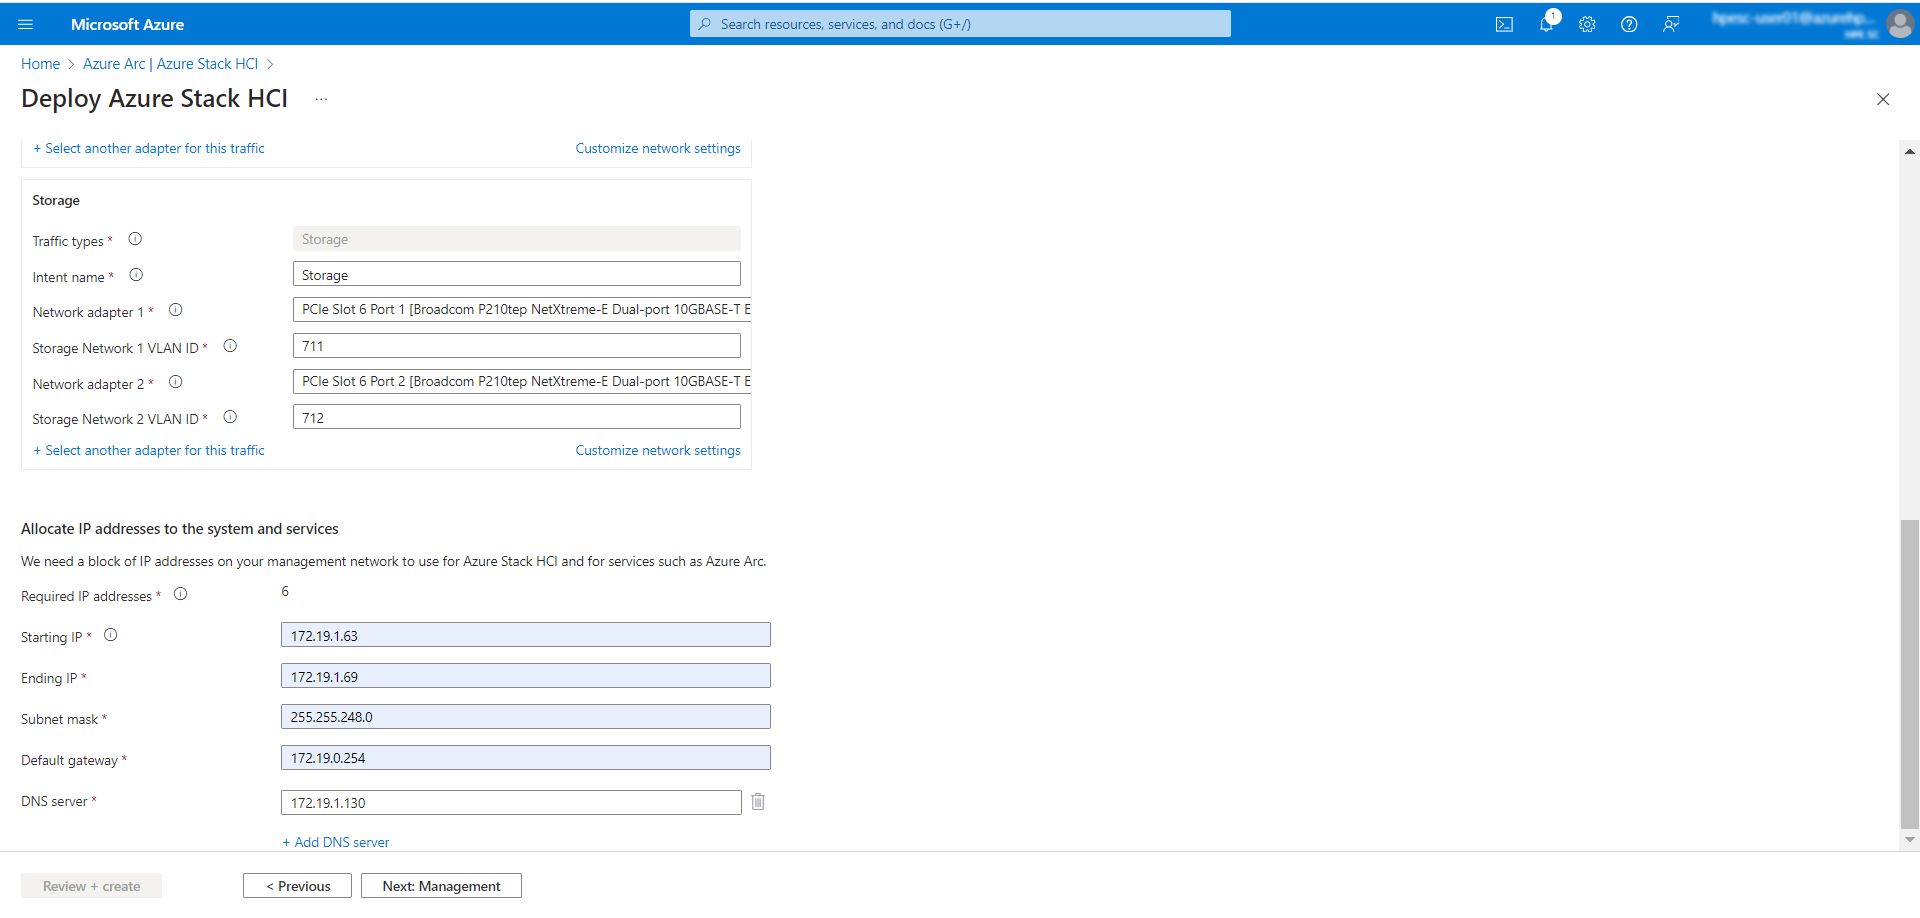 Microsoft Azure
Search resources, services, and docs (G+/)
1
Home > Azure Arc | Azure Stack HCI >
Deploy Azure Stack HCI ...
+ Select another adapter for this traffic Customize network settings
Storage
Traffic types * Storage
Intent name * Storage
Network adapter 1 * PCIe Slot 6 Port 1 [Broadcom P210tep NetXtreme-E Dual-port 10GBASE-T E
Storage Network 1 VLAN ID * 711
Network adapter 2 * PCIe Slot 6 Port 2 [Broadcom P210tep NetXtreme-E Dual-port 10GBASE-T E
Storage Network 2 VLAN ID * 712
+ Select another adapter for this traffic Customize network settings
Allocate IP addresses to the system and services
We need a block of IP addresses on your management network to use for Azure Stack HCI and for services such as Azure Arc.
Required IP addresses * 6
Starting IP * 172.19.1.63
Ending IP * 172.19.1.69
Subnet mask * 255.255.248.0
Default gateway * 172.19.0.254
DNS server * 172.19.1.130
+ Add DNS server
Review + create < Previous Next: Management